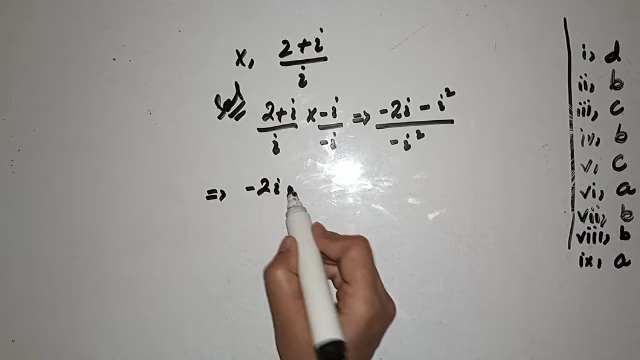 x, (2+i)/i
Sol (2+i)/i × -i/-i ⇒ (-2i - i²)/(-i²)
⇒ -2i
i, d
ii, b
iii, c
iv, b
v, c
vi, a
vii, b
viii, b
ix, a